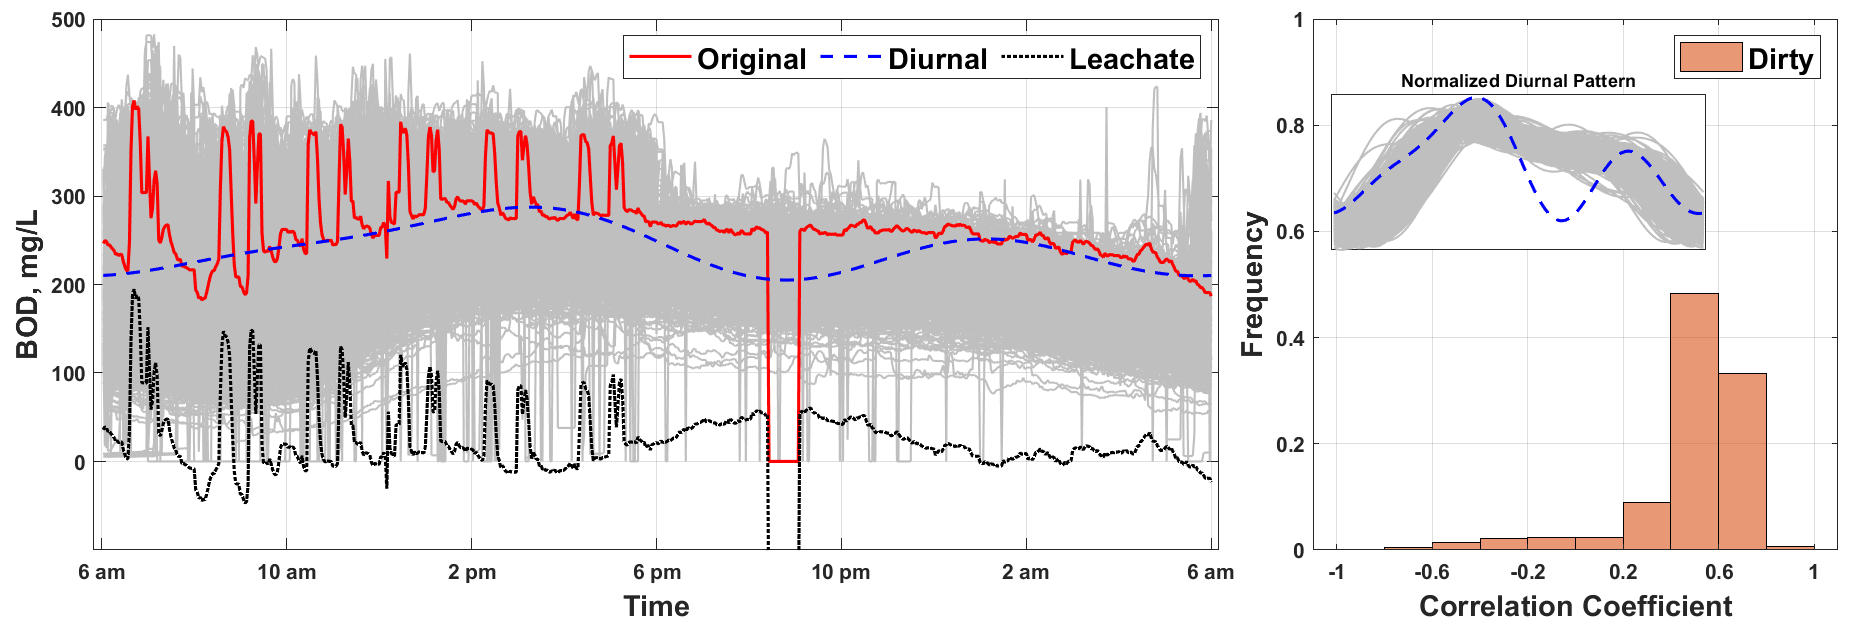 500
400
300
200
100
0
BOD, mg/L
Original
Diurnal
Leachate
6 am
10 am
2 pm
6 pm
10 pm
2 am
6 am
Time
1
0.8
0.6
0.4
0.2
0
Frequency
Dirty
Normalized Diurnal Pattern
-1
-0.6
-0.2
0.2
0.6
1
Correlation Coefficient